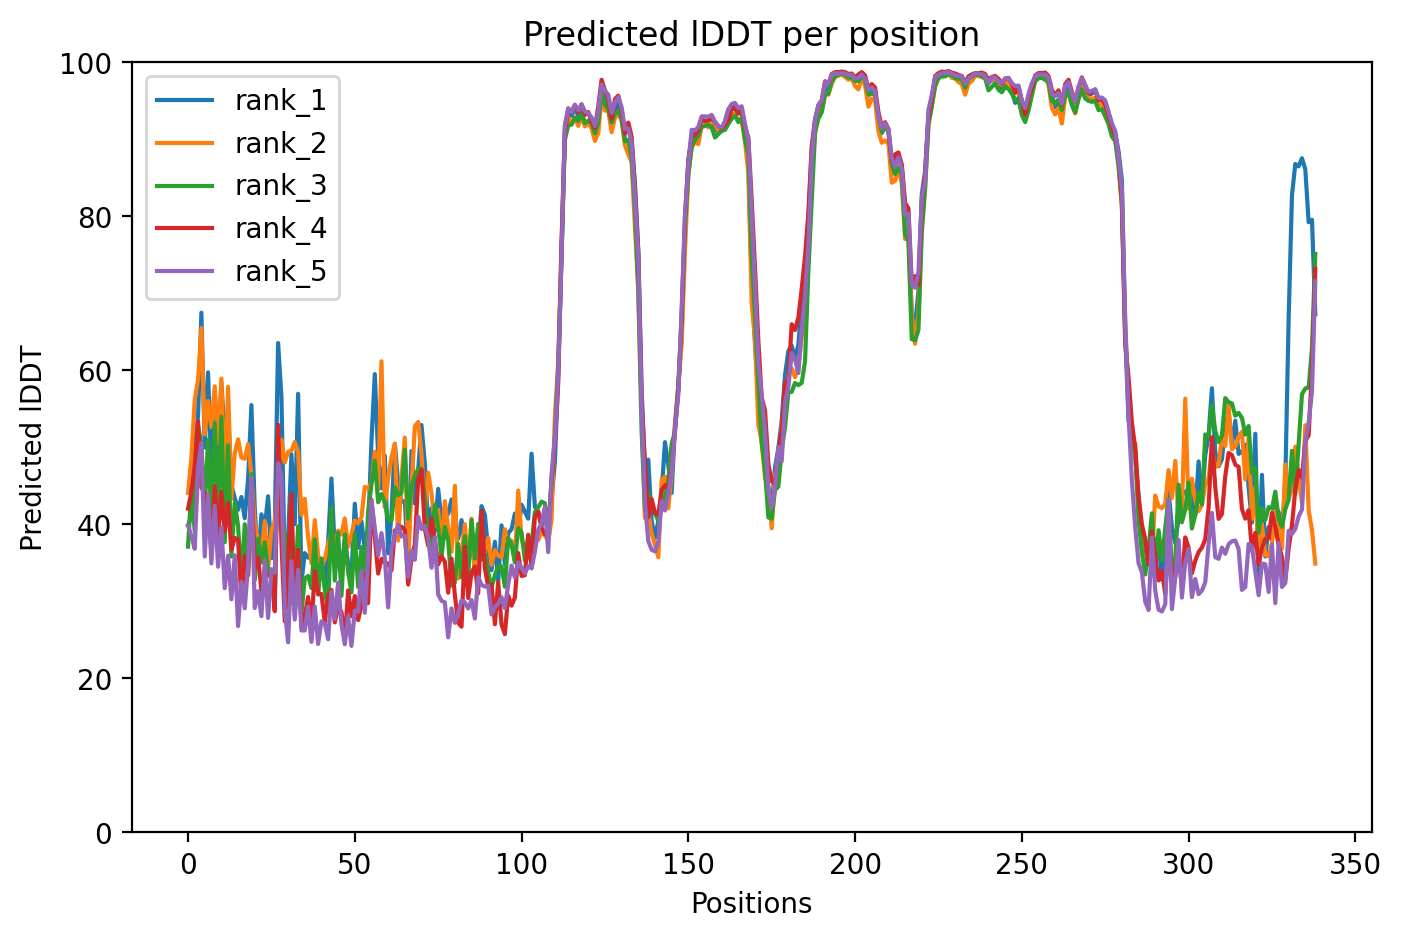 Predicted lDDT per position
100
80
60
40
20
0
Predicted lDDT
rank_1
rank_2
rank_3
rank_4
rank_5
0 50 100 150 200 250 300 350
Positions